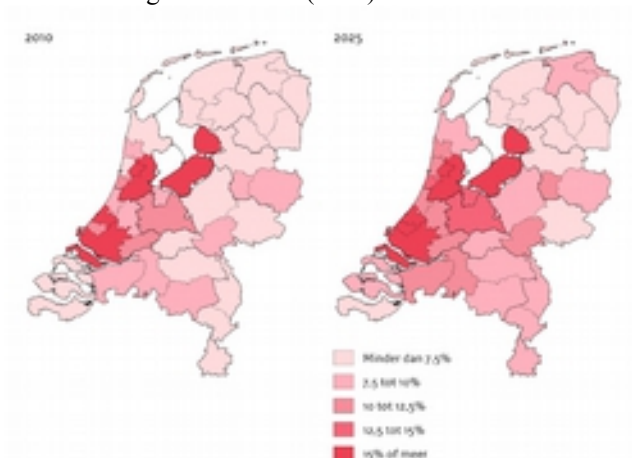 2010
2025
Minder dan 7,5%
7,5 tot 10%
10 tot 12,5%
12,5 tot 15%
15% of meer